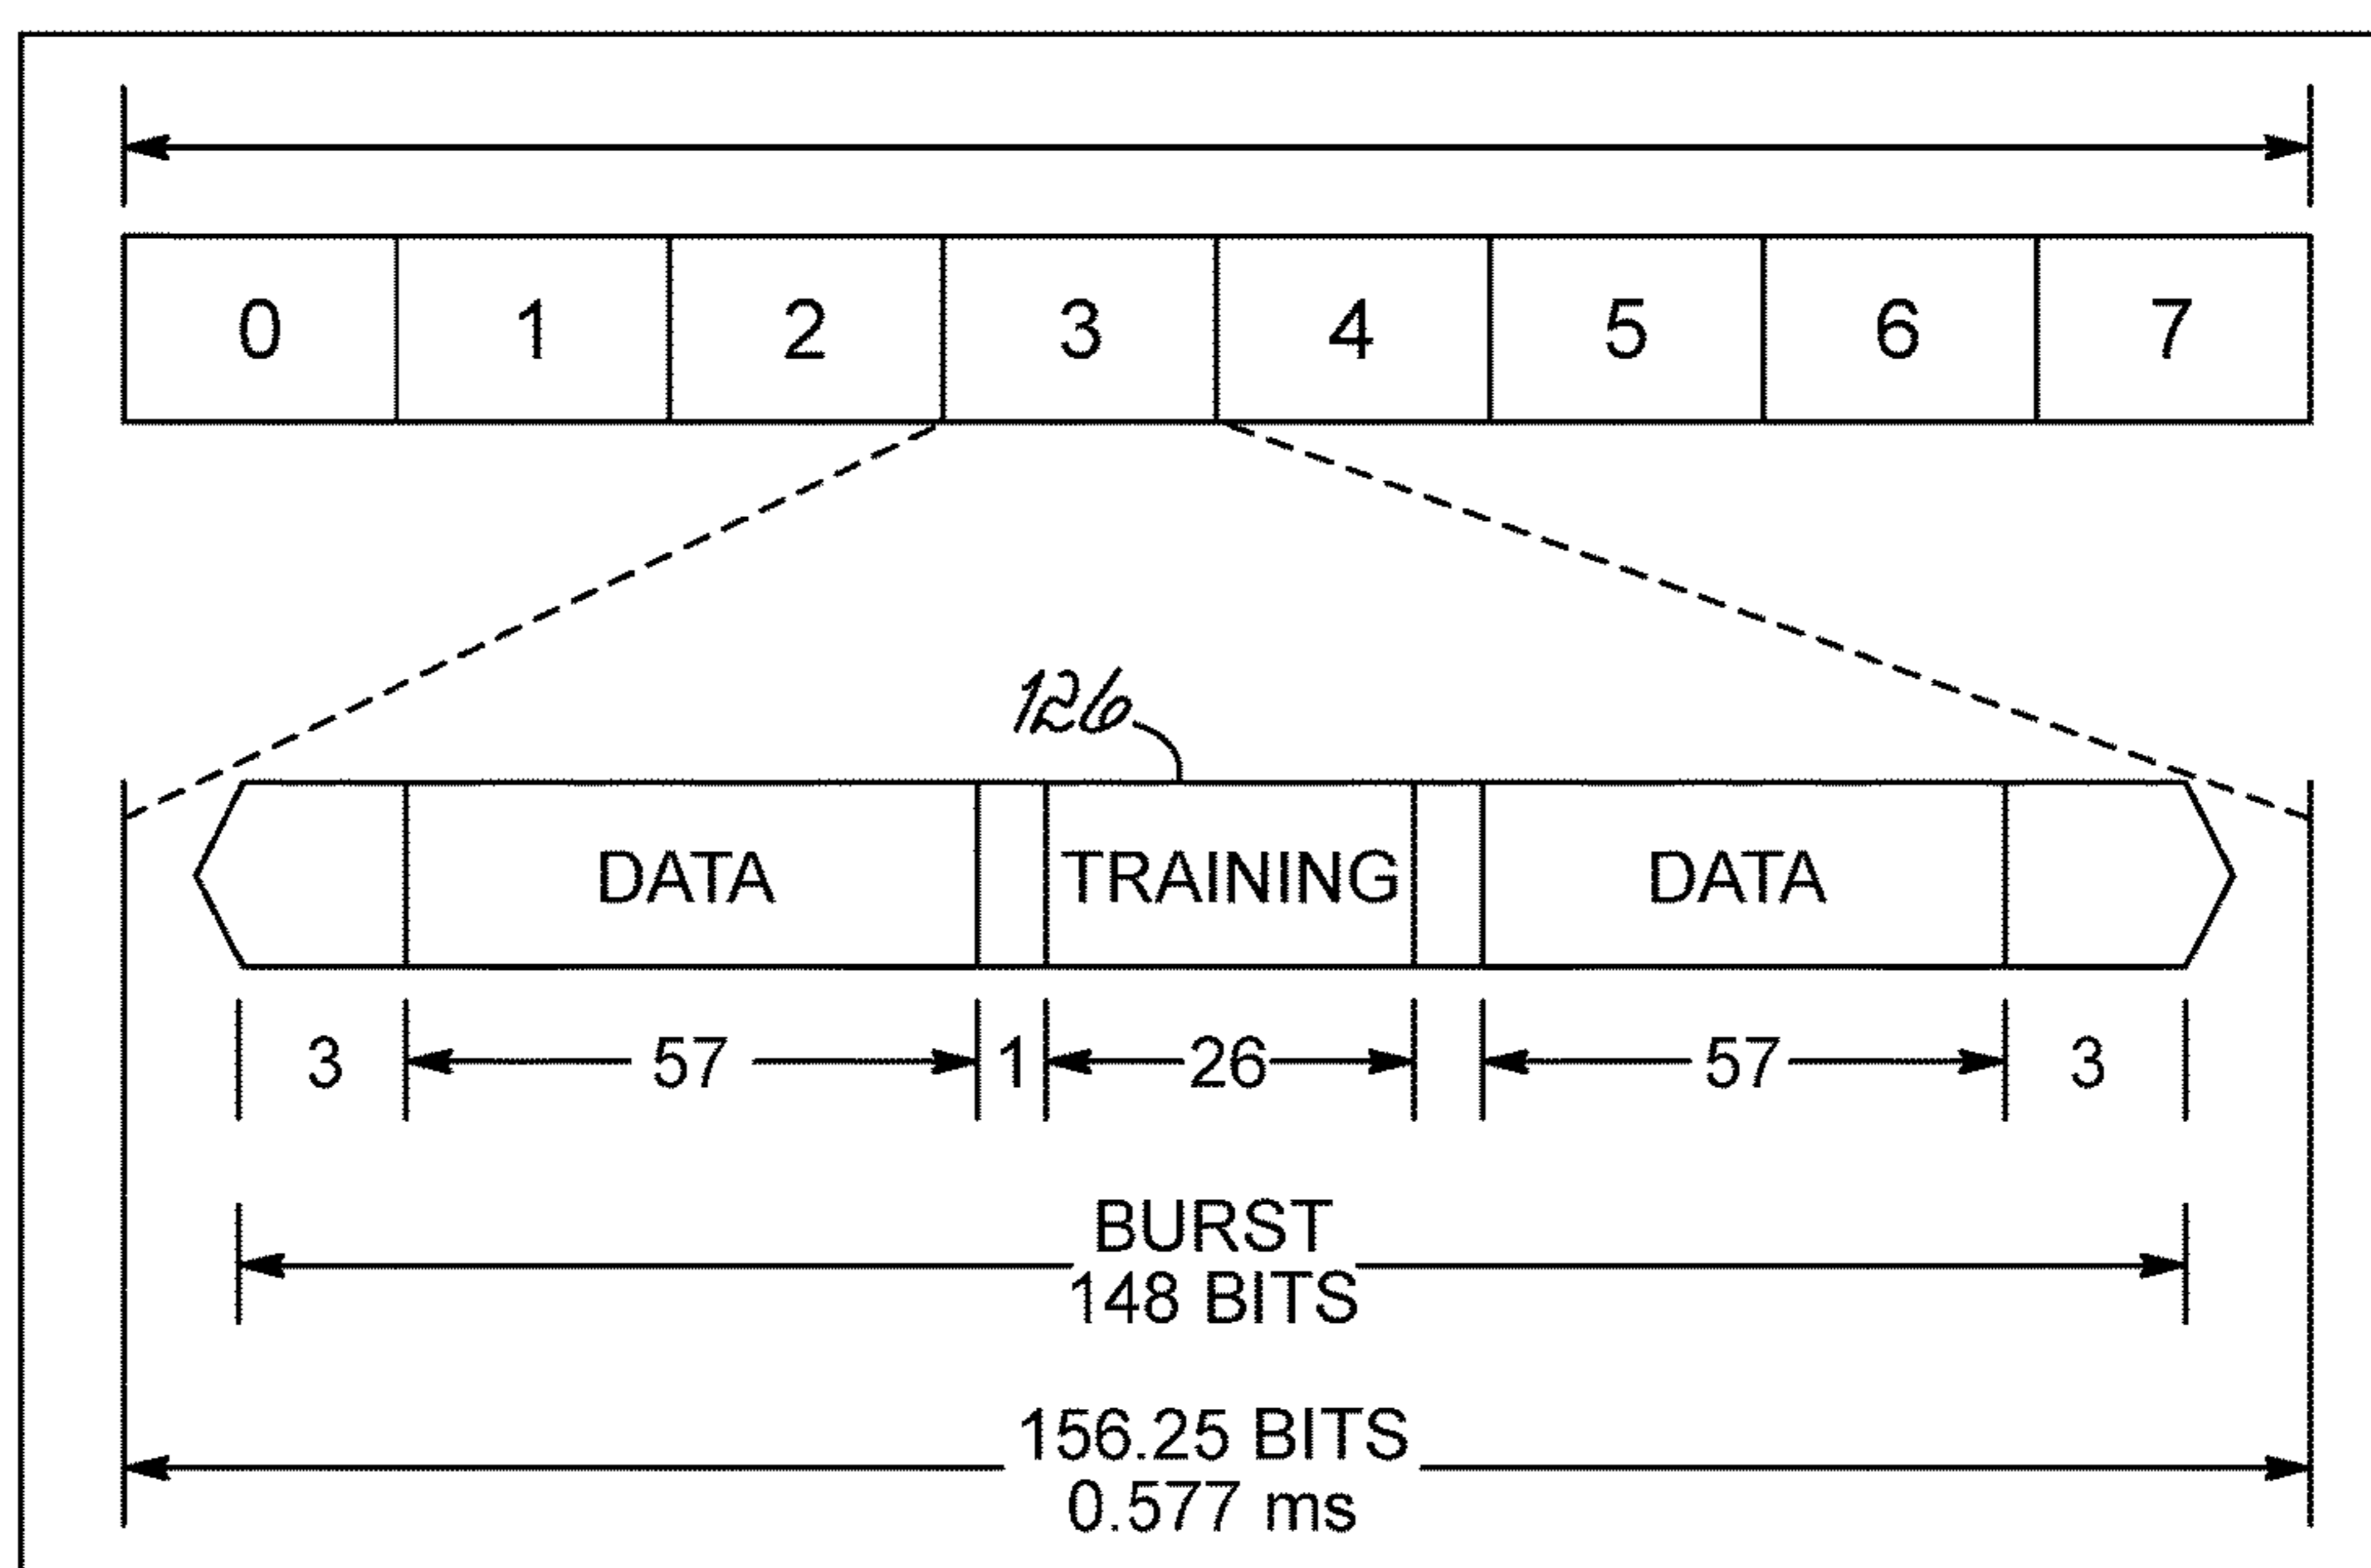 0 1 2 3 4 5 6 7
126
DATA TRAINING DATA
3 57 1 26 57 3
BURST
148 BITS
156.25 BITS
0.577 ms